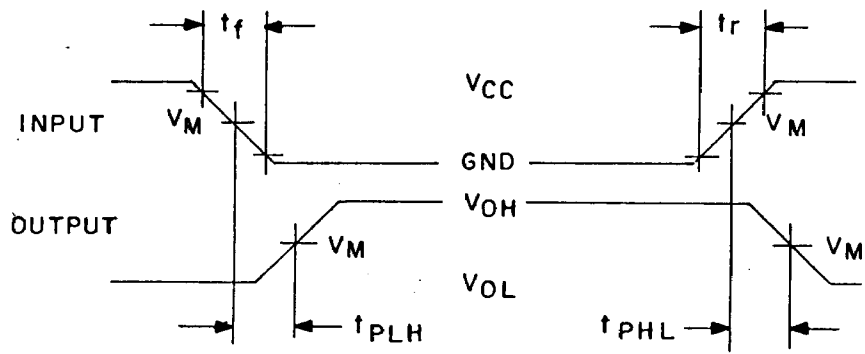 tf
tr
VCC
INPUT
VM
VM
GND
VOH
OUTPUT
VM
VM
VOL
tPLH
tPHL